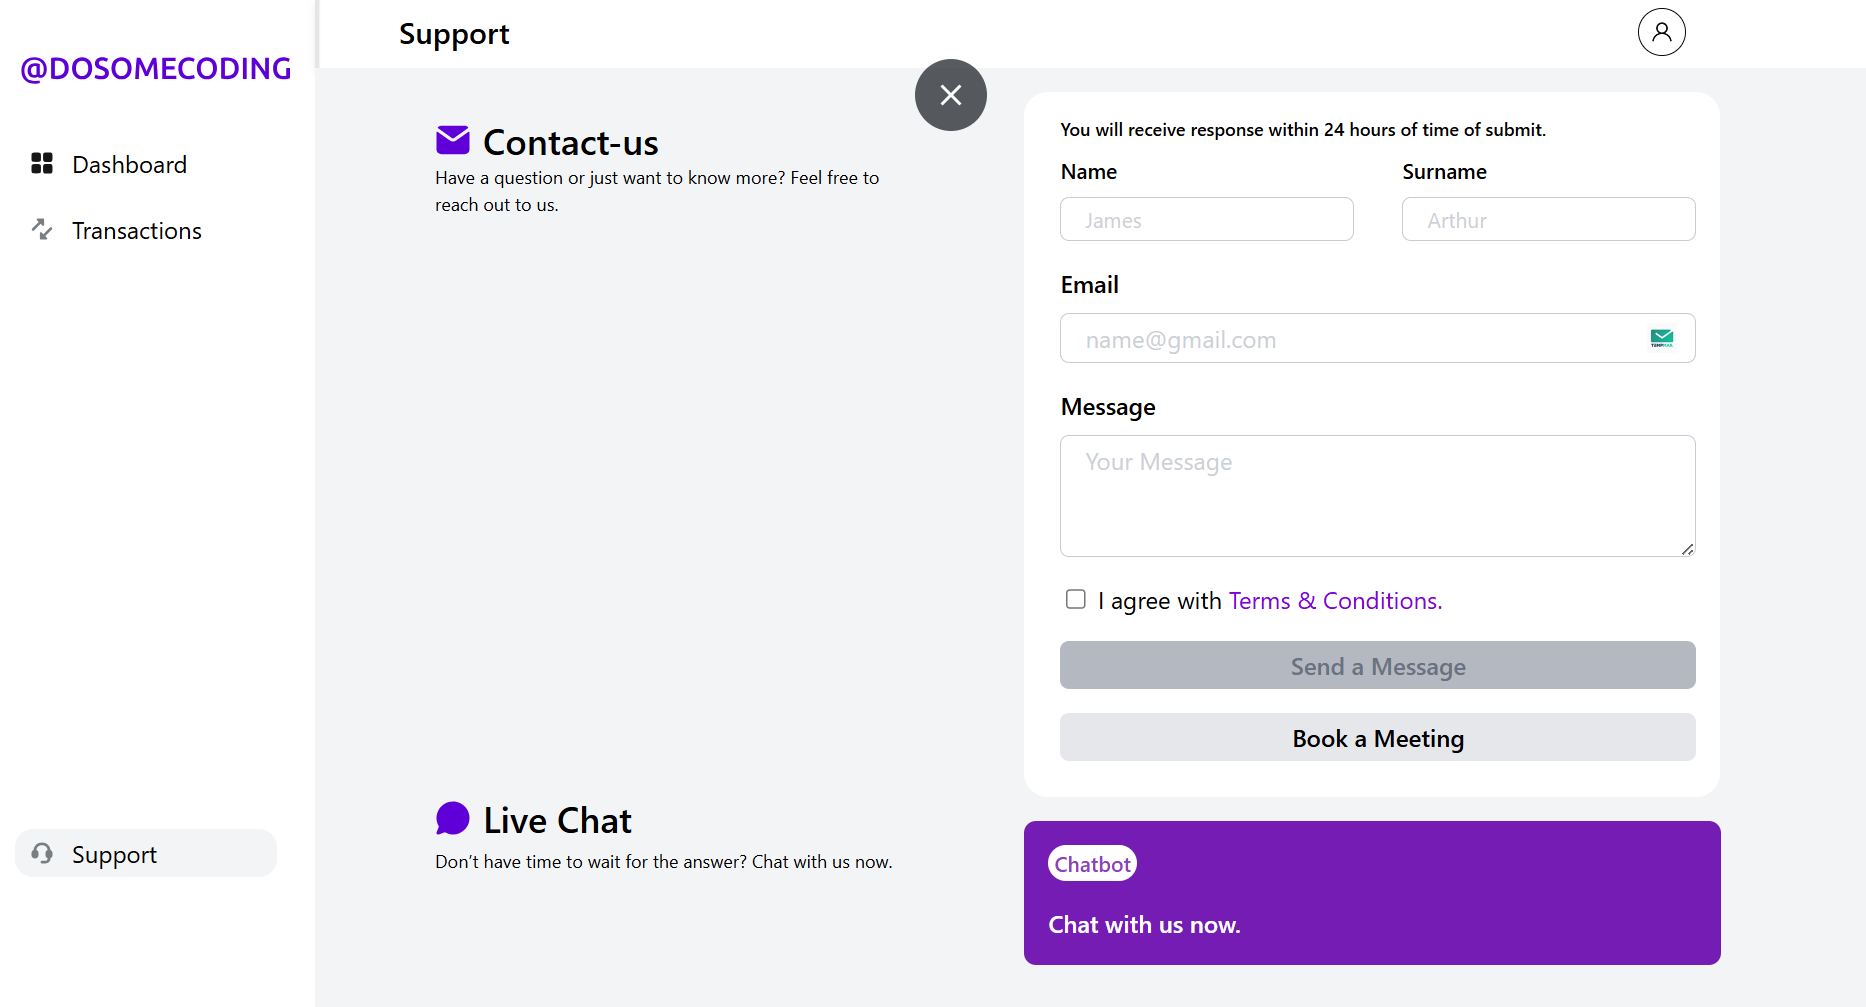 @DOSOMECODING
Dashboard
Transactions
Support
Support
Contact-us
Have a question or just want to know more? Feel free to
reach out to us.
You will receive response within 24 hours of time of submit.
Name
Surname
James
Arthur
Email
name@gmail.com
Message
Your Message
I agree with Terms & Conditions.
Send a Message
Book a Meeting
Live Chat
Don’t have time to wait for the answer? Chat with us now.
Chatbot
Chat with us now.